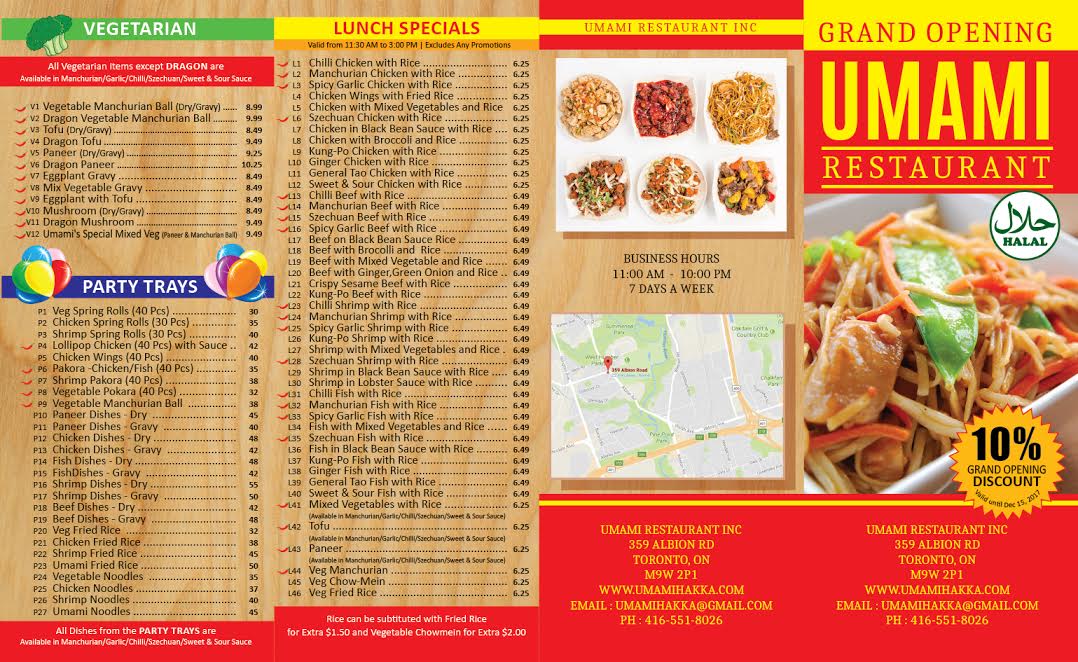 VEGETARIAN
All Vegetarian Items except DRAGON are
Available in Manchurian/Garlic/Chilli/Szechuan/Sweet & Sour Sauce
V1 Vegetable Manchurian Ball (Dry/Gravy) ...... 8.99
V2 Dragon Vegetable Manchurian Ball ....... 9.99
V3 Tofu (Dry/Gravy) ....... 8.49
V4 Dragon Tofu ....... 9.49
V5 Paneer (Dry/Gravy) ....... 9.25
V6 Dragon Paneer ....... 10.25
V7 Eggplant Gravy ....... 8.49
V8 Mix Vegetable Gravy ....... 8.49
V9 Eggplant with Tofu ....... 8.49
V10 Mushroom (Dry/Gravy) ....... 8.49
V11 Dragon Mushroom ....... 9.49
V12 Umami's Special Mixed Veg (Paneer & Manchurian Ball) 9.49
PARTY TRAYS
P1 Veg Spring Rolls (40 Pcs) ....... 30
P2 Chicken Spring Rolls (30 Pcs) ....... 35
P3 Shrimp Spring Rolls (30 Pcs) ....... 40
P4 Lollipop Chicken (40 Pcs) with Sauce .. 42
P5 Chicken Wings (40 Pcs) ....... 40
P6 Pakora -Chicken/Fish (40 Pcs) ....... 35
P7 Shrimp Pakora (40 Pcs) ....... 38
P8 Vegetable Pokara (40 Pcs) ....... 32
P9 Vegetable Manchurian Ball ....... 38
P10 Paneer Dishes - Dry ....... 45
P11 Paneer Dishes - Gravy ....... 40
P12 Chicken Dishes - Dry ....... 48
P13 Chicken Dishes - Gravy ....... 42
P14 Fish Dishes - Dry ....... 48
P15 FishDishes - Gravy ....... 42
P16 Shrimp Dishes - Dry ....... 55
P17 Shrimp Dishes - Gravy ....... 50
P18 Beef Dishes - Dry ....... 42
P19 Beef Dishes - Gravy ....... 48
P20 Veg Fried Rice ....... 32
P21 Chicken Fried Rice ....... 38
P22 Shrimp Fried Rice ....... 45
P23 Umami Fried Rice ....... 50
P24 Vegetable Noodles ....... 35
P25 Chicken Noodles ....... 37
P26 Shrimp Noodles ....... 40
P27 Umami Noodles ....... 45
All Dishes from the PARTY TRAYS are
Available in Manchurian/Garlic/Chilli/Szechuan/Sweet & Sour Sauce
LUNCH SPECIALS
Valid from 11:30 AM to 3:00 PM | Excludes Any Promotions
L1 Chilli Chicken with Rice ....... 6.25
L2 Manchurian Chicken with Rice ....... 6.25
L3 Spicy Garlic Chicken with Rice ....... 6.25
L4 Chicken Wings with Fried Rice ....... 6.25
L5 Chicken with Mixed Vegetables and Rice 6.25
L6 Szechuan Chicken with Rice ....... 6.25
L7 Chicken in Black Bean Sauce with Rice .... 6.25
L8 Chicken with Broccoli and Rice ....... 6.25
L9 Kung-Po Chicken with Rice ....... 6.25
L10 Ginger Chicken with Rice ....... 6.25
L11 General Tao Chicken with Rice ....... 6.25
L12 Sweet & Sour Chicken with Rice ....... 6.25
L13 Chilli Beef with Rice ....... 6.49
L14 Manchurian Beef with Rice ....... 6.49
L15 Szechuan Beef with Rice ....... 6.49
L16 Spicy Garlic Beef with Rice ....... 6.49
L17 Beef on Black Bean Sauce Rice ....... 6.49
L18 Beef with Brocolli and Rice ....... 6.49
L19 Beef with Mixed Vegetable and Rice ....... 6.49
L20 Beef with Ginger,Green Onion and Rice .. 6.49
L21 Crispy Sesame Beef with Rice ....... 6.49
L22 Kung-Po Beef with Rice ....... 6.49
L23 Chilli Shrimp with Rice ....... 6.49
L24 Manchurian Shrimp with Rice ....... 6.49
L25 Spicy Garlic Shrimp with Rice ....... 6.49
L26 Kung-Po Shrimp with Rice ....... 6.49
L27 Shrimp with Mixed Vegetables and Rice . 6.49
L28 Szechuan Shrimp with Rice ....... 6.49
L29 Shrimp in Black Bean Sauce with Rice ..... 6.49
L30 Shrimp in Lobster Sauce with Rice ....... 6.49
L31 Chilli Fish with Rice ....... 6.49
L32 Manchurian Fish with Rice ....... 6.49
L33 Spicy Garlic Fish with Rice ....... 6.49
L34 Fish with Mixed Vegetables and Rice ...... 6.49
L35 Szechuan Fish with Rice ....... 6.49
L36 Fish in Black Bean Sauce with Rice ....... 6.49
L37 Kung-Po Fish with Rice ....... 6.49
L38 Ginger Fish with Rice ....... 6.49
L39 General Tao Fish with Rice ....... 6.49
L40 Sweet & Sour Fish with Rice ....... 6.49
L41 Mixed Vegetables with Rice ....... 6.25
(Available in Manchurian/Garlic/Chilli/Szechuan/Sweet & Sour Sauce)
L42 Tofu ....... 6.25
(Available in Manchurian/Garlic/Chilli/Szechuan/Sweet & Sour Sauce)
L43 Paneer ....... 6.25
(Available in Manchurian/Garlic/Chilli/Szechuan/Sweet & Sour Sauce)
L44 Veg Manchurian ....... 6.25
L45 Veg Chow-Mein ....... 6.25
L46 Veg Fried Rice ....... 6.25
Rice can be subtituted with Fried Rice
for Extra $1.50 and Vegetable Chowmein for Extra $2.00
UMAMI RESTAURANT INC
BUSINESS HOURS
11:00 AM - 10:00 PM
7 DAYS A WEEK
359 Albion Road
UMAMI RESTAURANT INC
359 ALBION RD
TORONTO, ON
M9W 2P1
WWW.UMAMIHAKKA.COM
EMAIL : UMAMIHAKKA@GMAIL.COM
PH : 416-551-8026
GRAND OPENING
UMAMI
RESTAURANT
حلال
HALAL
10%
GRAND OPENING
DISCOUNT
Valid until Dec 15, 2017
UMAMI RESTAURANT INC
359 ALBION RD
TORONTO, ON
M9W 2P1
WWW.UMAMIHAKKA.COM
EMAIL : UMAMIHAKKA@GMAIL.COM
PH : 416-551-8026